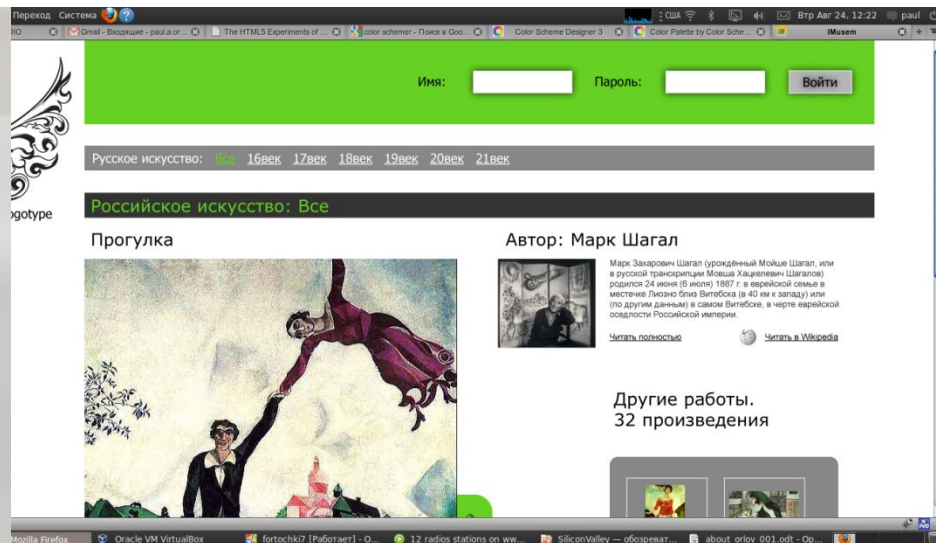 Переход Система США Втр Авг 24, 12:22 paul
Gmail - Входящие - paul.a.or... The HTML5 Experiments of ... color schemer - Поиск в Goo... Color Scheme Designer 3 Color Palette by Color Sche... IMusem
Имя: Пароль: Войти
Русское искусство: Все 16век 17век 18век 19век 20век 21век
ogotype
Российское искусство: Все
Прогулка
Автор: Марк Шагал
Марк Захарович Шагал (урождённый Мойше Шагал, или
в русской транскрипции Мовша Хацкелевич Шагалов)
родился 24 июня (6 июля) 1887 г. в еврейской семье в
местечке Лиозно близ Витебска (в 40 км к западу) или
(по другим данным) в самом Витебске, в черте еврейской
оседлости Российской империи.
Читать полностью Читать в Wikipedia
Другие работы.
32 произведения
Mozilla Firefox Oracle VM VirtualBox fortochki7 [Работает] - O... 12 radios stations on ww... SiliconValley — обозреват... about_orlov_001.odt - Op...